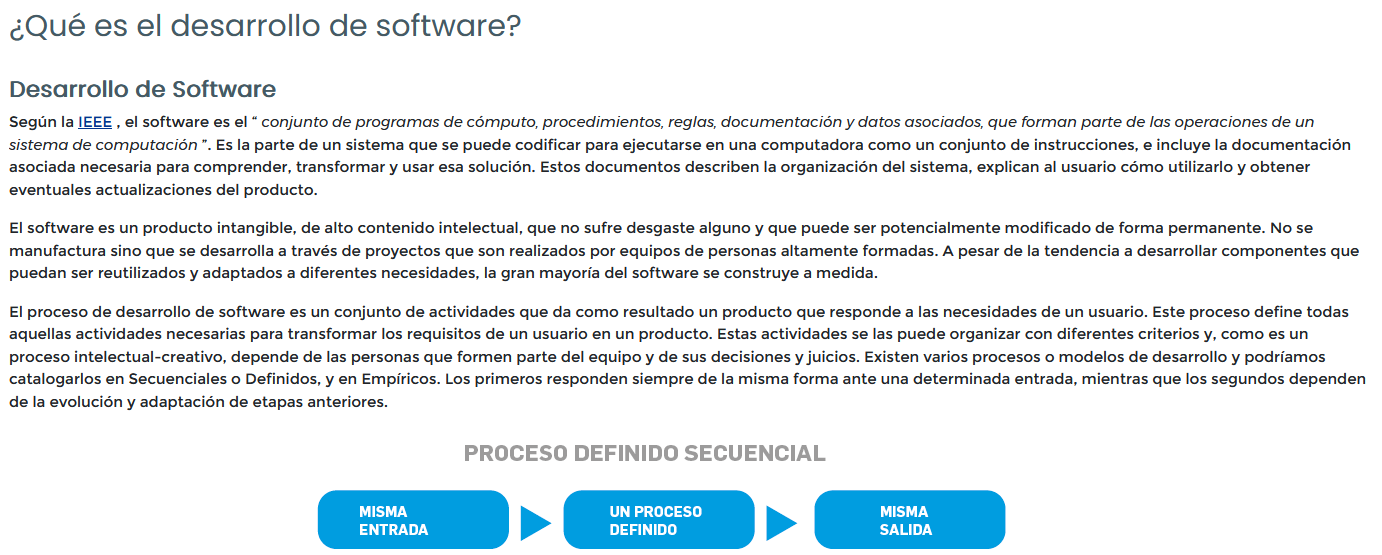 ¿Qué es el desarrollo de software?
Desarrollo de Software
Según la IEEE , el software es el “ conjunto de programas de cómputo, procedimientos, reglas, documentación y datos asociados, que forman parte de las operaciones de un
sistema de computación ”. Es la parte de un sistema que se puede codificar para ejecutarse en una computadora como un conjunto de instrucciones, e incluye la documentación
asociada necesaria para comprender, transformar y usar esa solución. Estos documentos describen la organización del sistema, explican al usuario cómo utilizarlo y obtener
eventuales actualizaciones del producto.
El software es un producto intangible, de alto contenido intelectual, que no sufre desgaste alguno y que puede ser potencialmente modificado de forma permanente. No se
manufactura sino que se desarrolla a través de proyectos que son realizados por equipos de personas altamente formadas. A pesar de la tendencia a desarrollar componentes que
puedan ser reutilizados y adaptados a diferentes necesidades, la gran mayoría del software se construye a medida.
El proceso de desarrollo de software es un conjunto de actividades que da como resultado un producto que responde a las necesidades de un usuario. Este proceso define todas
aquellas actividades necesarias para transformar los requisitos de un usuario en un producto. Estas actividades se las puede organizar con diferentes criterios y, como es un
proceso intelectual-creativo, depende de las personas que formen parte del equipo y de sus decisiones y juicios. Existen varios procesos o modelos de desarrollo y podríamos
catalogarlos en Secuenciales o Definidos, y en Empíricos. Los primeros responden siempre de la misma forma ante una determinada entrada, mientras que los segundos dependen
de la evolución y adaptación de etapas anteriores.
PROCESO DEFINIDO SECUENCIAL
MISMA
ENTRADA
UN PROCESO
DEFINIDO
MISMA
SALIDA